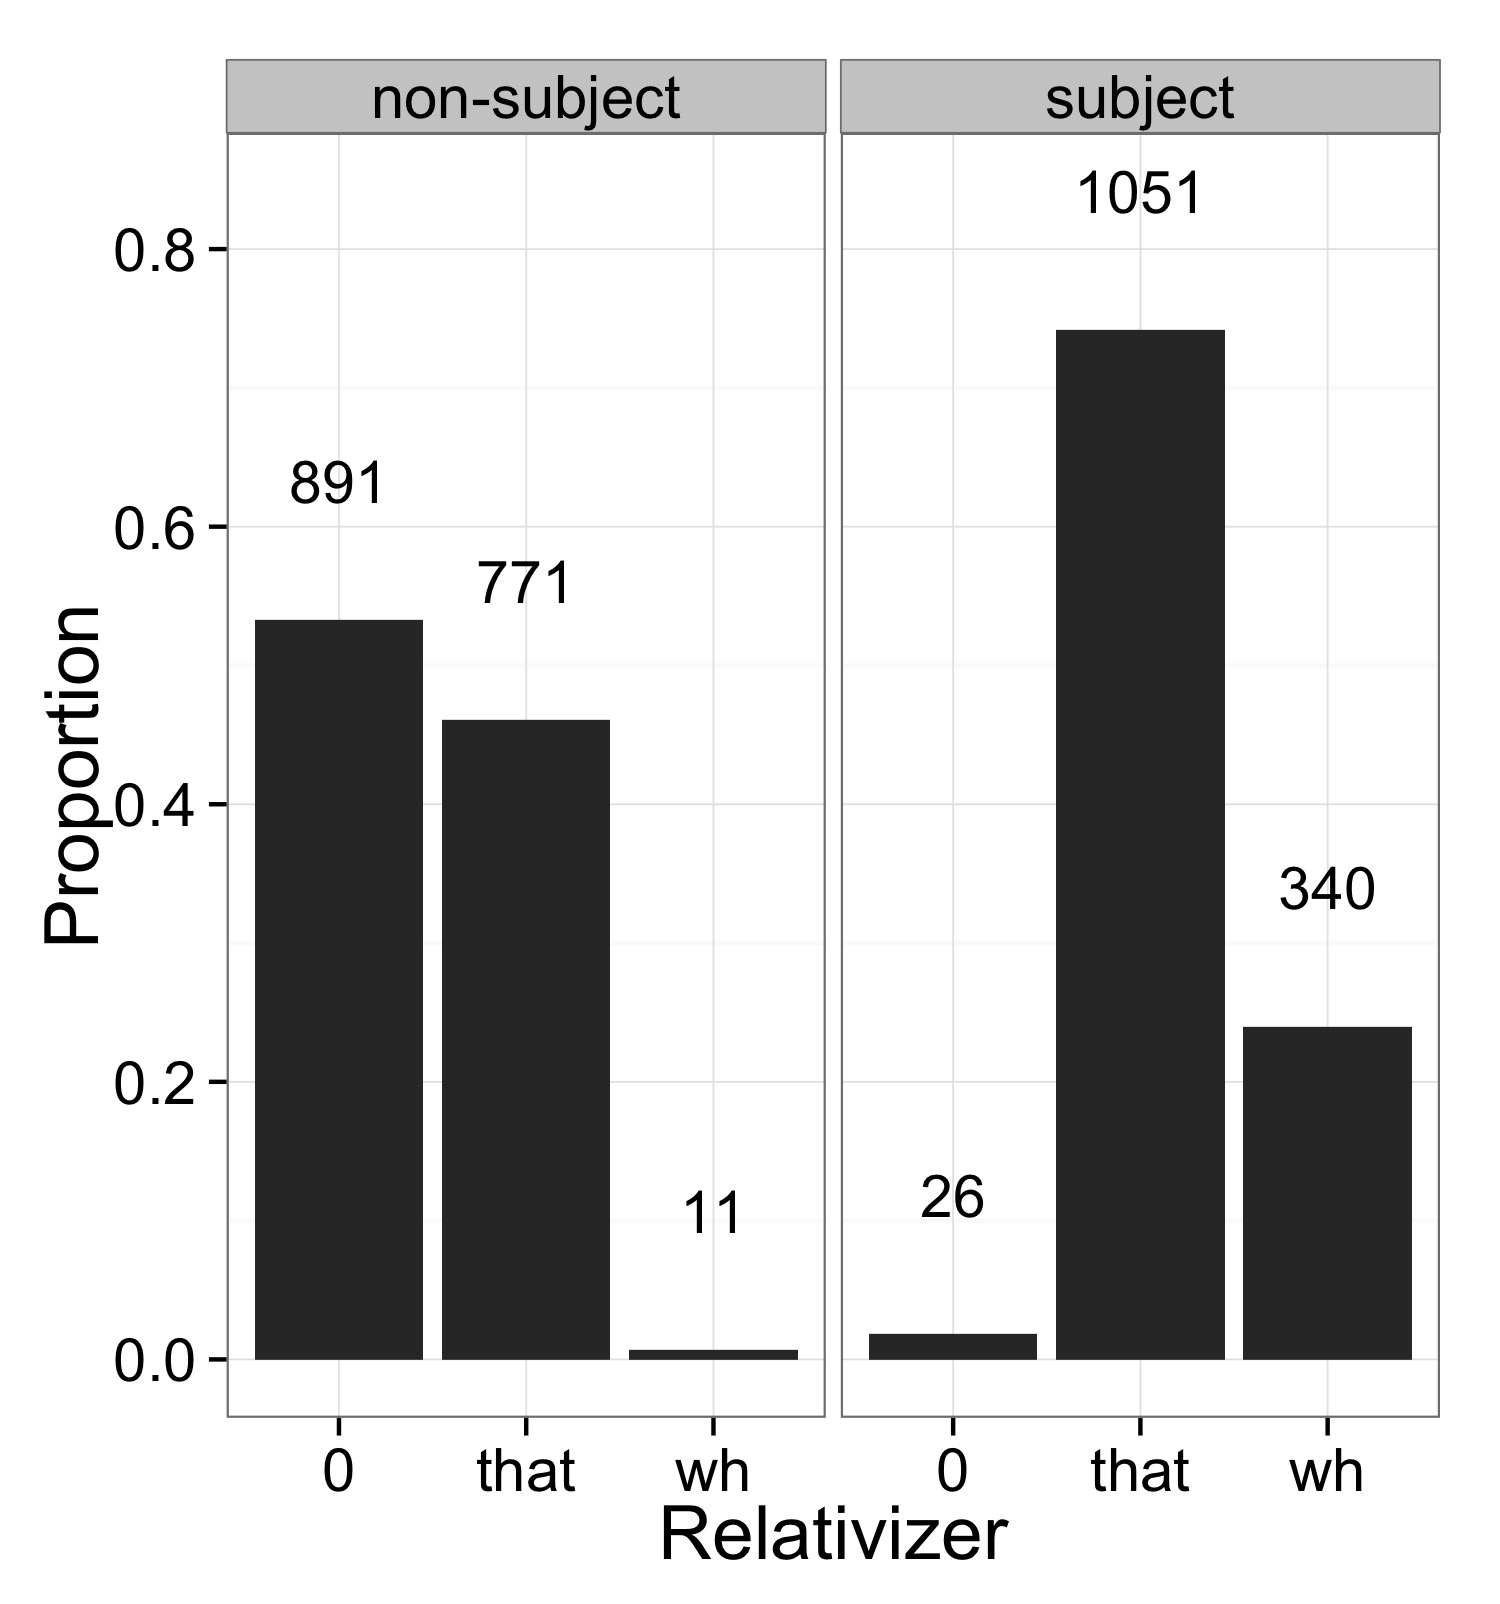 non-subject
subject
Proportion
0.8
0.6
0.4
0.2
0.0
891
771
11
26
1051
340
0 that wh
0 that wh
Relativizer